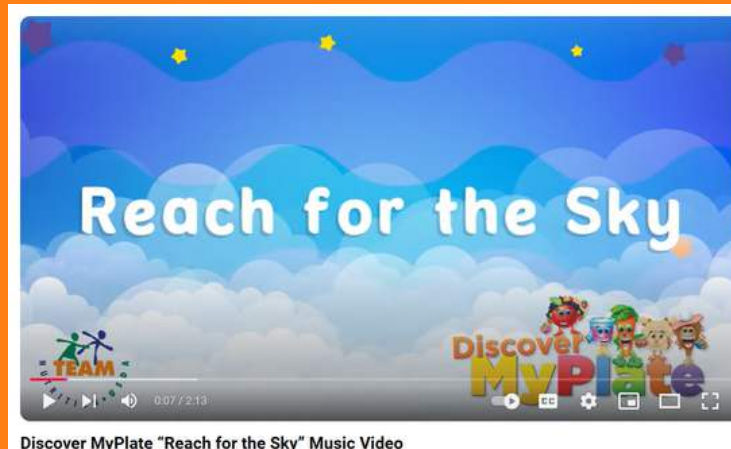 Reach for the Sky
TEAM
Discover
MyPlate
0:07 / 2:13
CC
Discover MyPlate “Reach for the Sky” Music Video